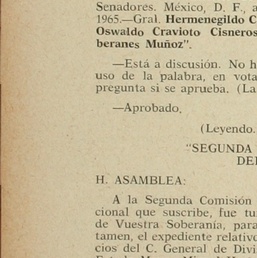 Senadores. México, D. F., a
1965.—Gral. Hermenegildo C
Oswaldo Cravioto Cisneros
beranes Muñoz".
—Está a discusión. No h
uso de la palabra, en vota
pregunta si se aprueba. (La
—Aprobado.
(Leyendo.
"SEGUNDA
DE
H. ASAMBLEA:
A la Segunda Comisión
cional que suscribe, fue tu
de Vuestra Soberanía, para
tamen, el expediente relativo
cios del C. General de Divi